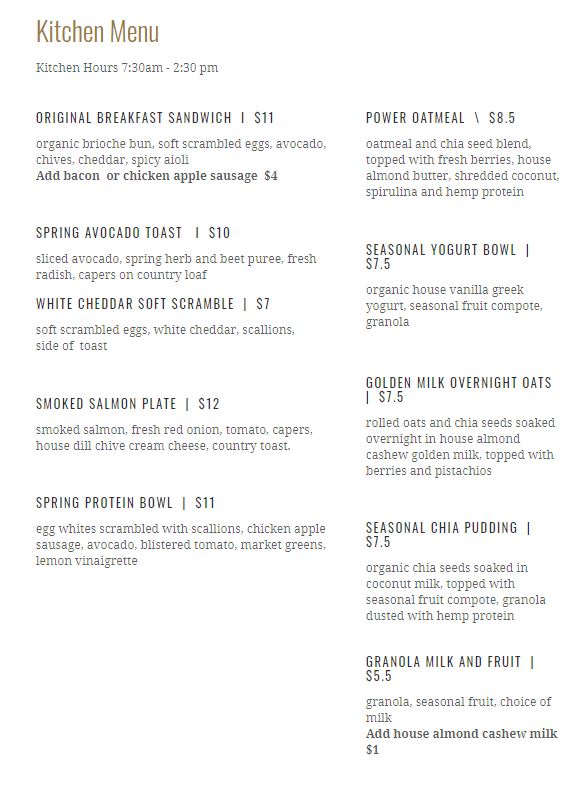 Kitchen Menu
Kitchen Hours 7:30am - 2:30 pm
ORIGINAL BREAKFAST SANDWICH I $11
organic brioche bun, soft scrambled eggs, avocado,
chives, cheddar, spicy aioli
Add bacon or chicken apple sausage $4
SPRING AVOCADO TOAST I $10
sliced avocado, spring herb and beet puree, fresh
radish, capers on country loaf
WHITE CHEDDAR SOFT SCRAMBLE | $7
soft scrambled eggs, white cheddar, scallions,
side of toast
SMOKED SALMON PLATE | $12
smoked salmon, fresh red onion, tomato, capers,
house dill chive cream cheese, country toast.
SPRING PROTEIN BOWL | $11
egg whites scrambled with scallions, chicken apple
sausage, avocado, blistered tomato, market greens,
lemon vinaigrette
POWER OATMEAL \ $8.5
oatmeal and chia seed blend,
topped with fresh berries, house
almond butter, shredded coconut,
spirulina and hemp protein
SEASONAL YOGURT BOWL |
$7.5
organic house vanilla greek
yogurt, seasonal fruit compote,
granola
GOLDEN MILK OVERNIGHT OATS
| $7.5
rolled oats and chia seeds soaked
overnight in house almond
cashew golden milk, topped with
berries and pistachios
SEASONAL CHIA PUDDING |
$7.5
organic chia seeds soaked in
coconut milk, topped with
seasonal fruit compote, granola
dusted with hemp protein
GRANOLA MILK AND FRUIT |
$5.5
granola, seasonal fruit, choice of
milk
Add house almond cashew milk
$1